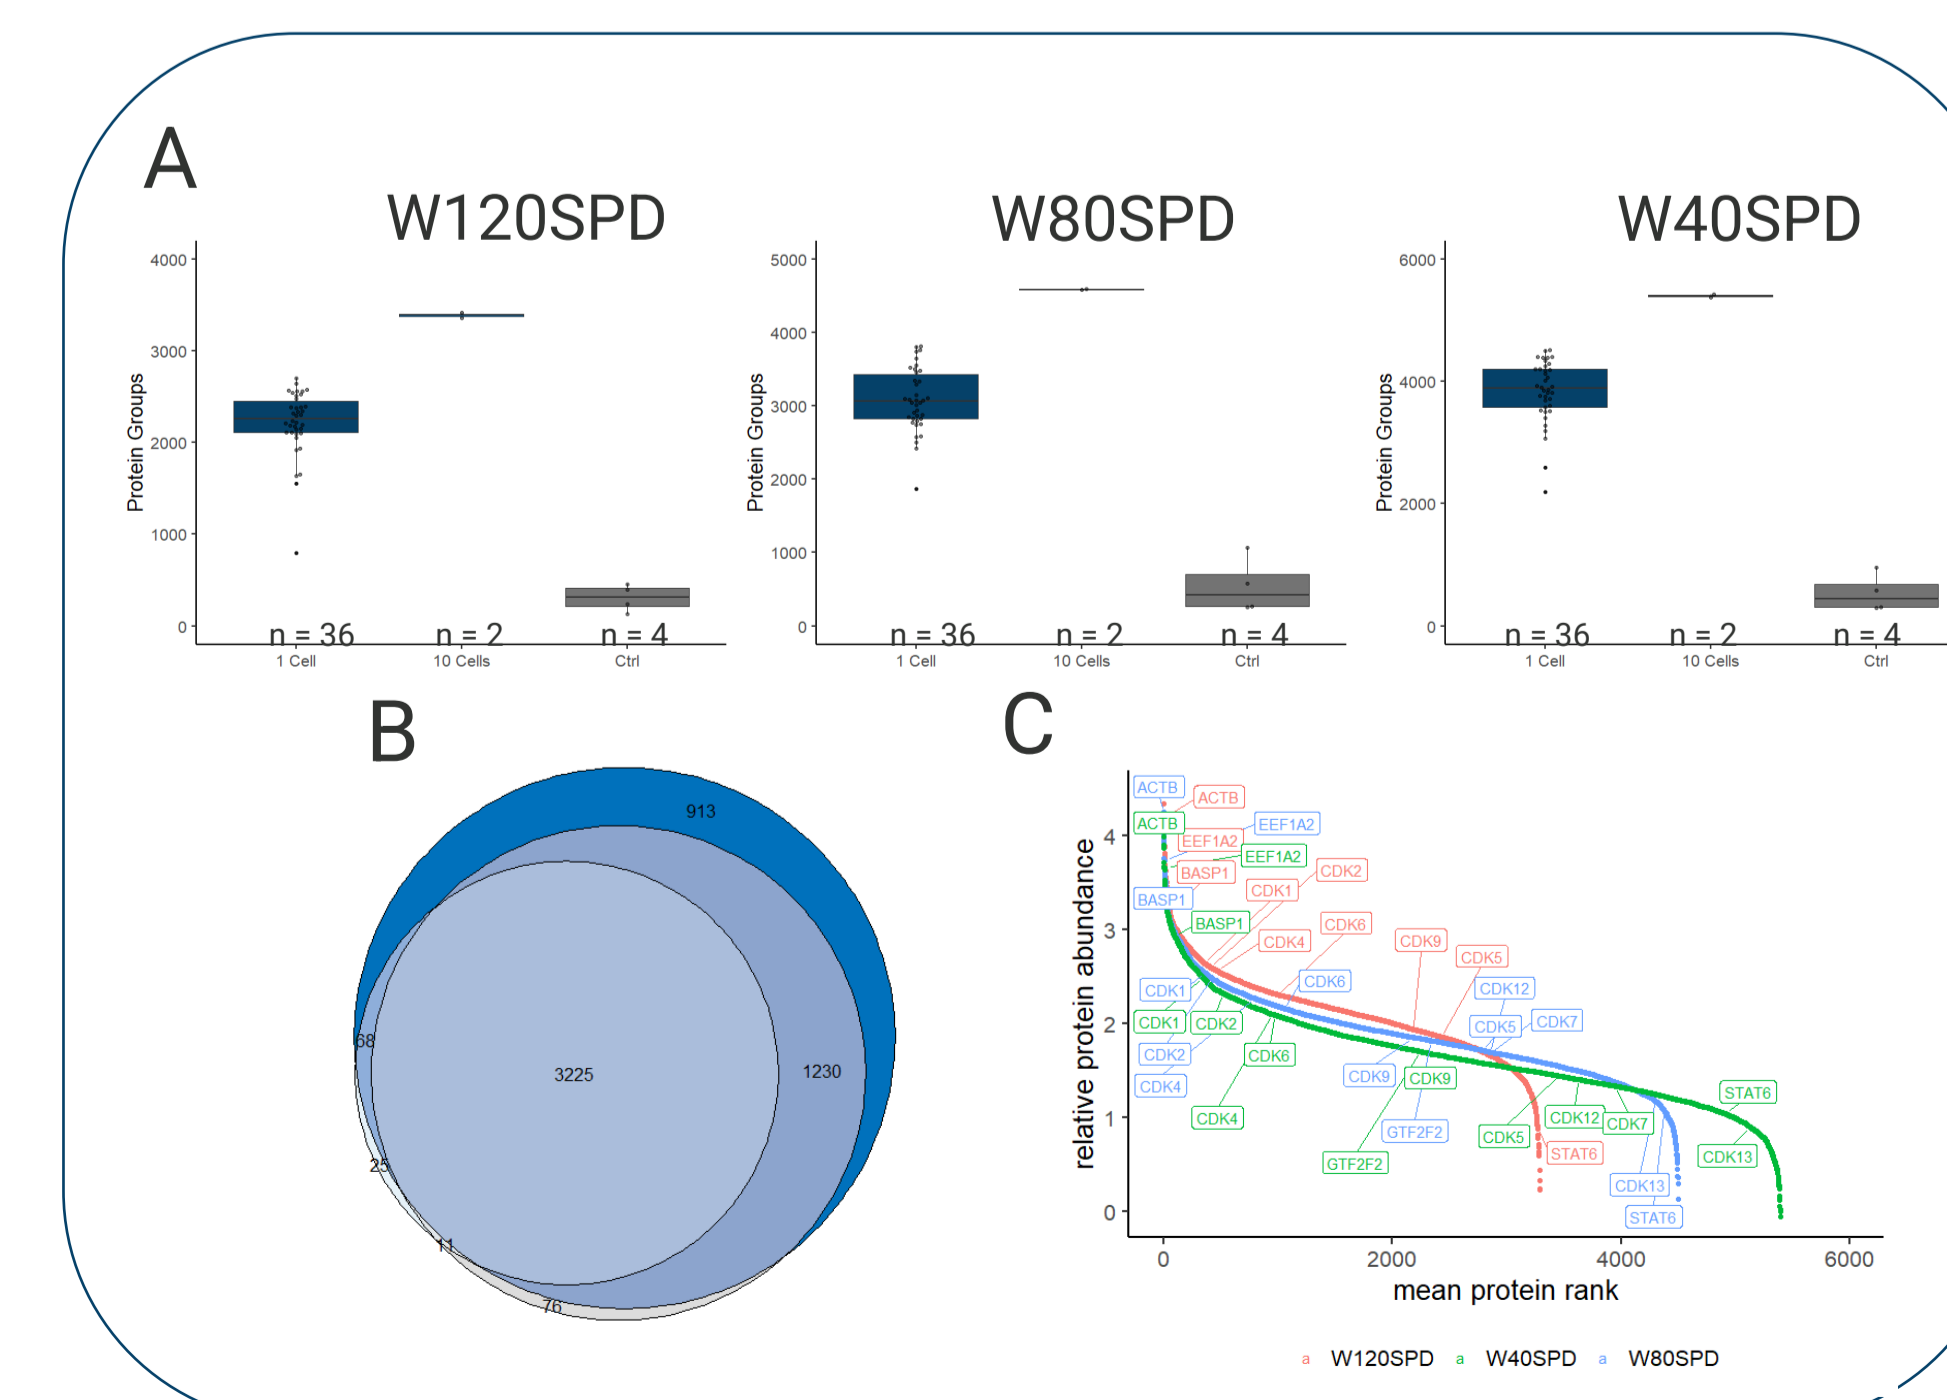 A
W120SPD
W80SPD
W40SPD
Protein Groups
4000
3000
2000
1000
0
n = 36
n = 2
n = 4
1 Cell
10 Cells
Ctrl
Protein Groups
5000
4000
3000
2000
1000
0
n = 36
n = 2
n = 4
1 Cell
10 Cells
Ctrl
Protein Groups
6000
4000
2000
0
n = 36
n = 2
n = 4
1 Cell
10 Cells
Ctrl
B
913
68
3225
1230
25
11
76
C
relative protein abundance
4
3
2
1
0
ACTB
ACTB
ACTB
EEF1A2
EEF1A2
EEF1A2
BASP1
CDK2
CDK1
BASP1
BASP1
CDK6
CDK4
CDK9
CDK5
CDK1
CDK6
CDK12
CDK1
CDK2
CDK5
CDK7
CDK2
CDK6
CDK4
CDK9
CDK9
STAT6
CDK4
GTF2F2
CDK5
CDK12
CDK7
GTF2F2
STAT6
CDK13
CDK13
STAT6
0
2000
4000
6000
mean protein rank
a W120SPD a W40SPD a W80SPD